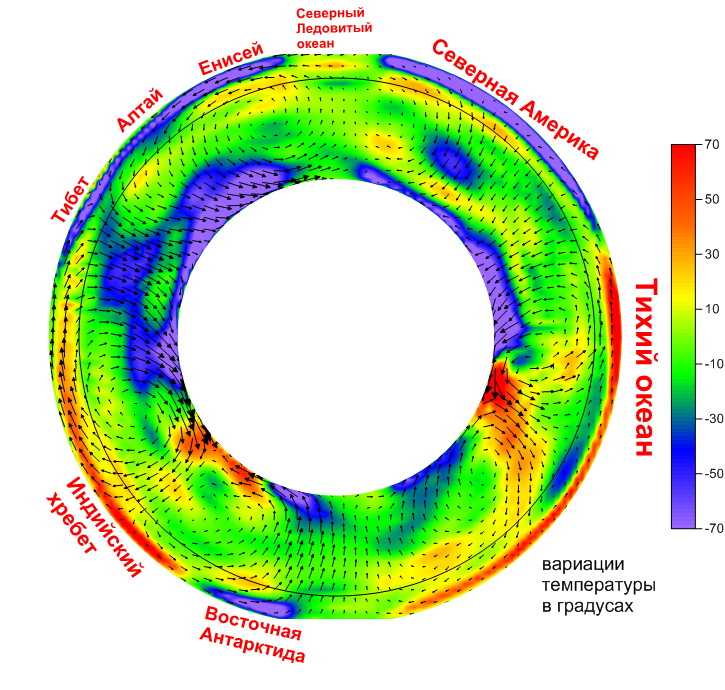 Северный
Ледовитый
океан
Енисей
Северная Америка
Алтай
Тибет
70
50
30
10
-10
-30
-50
-70
Тихий океан
Индийский
хребет
Восточная
Антарктида
вариации
температуры
в градусах